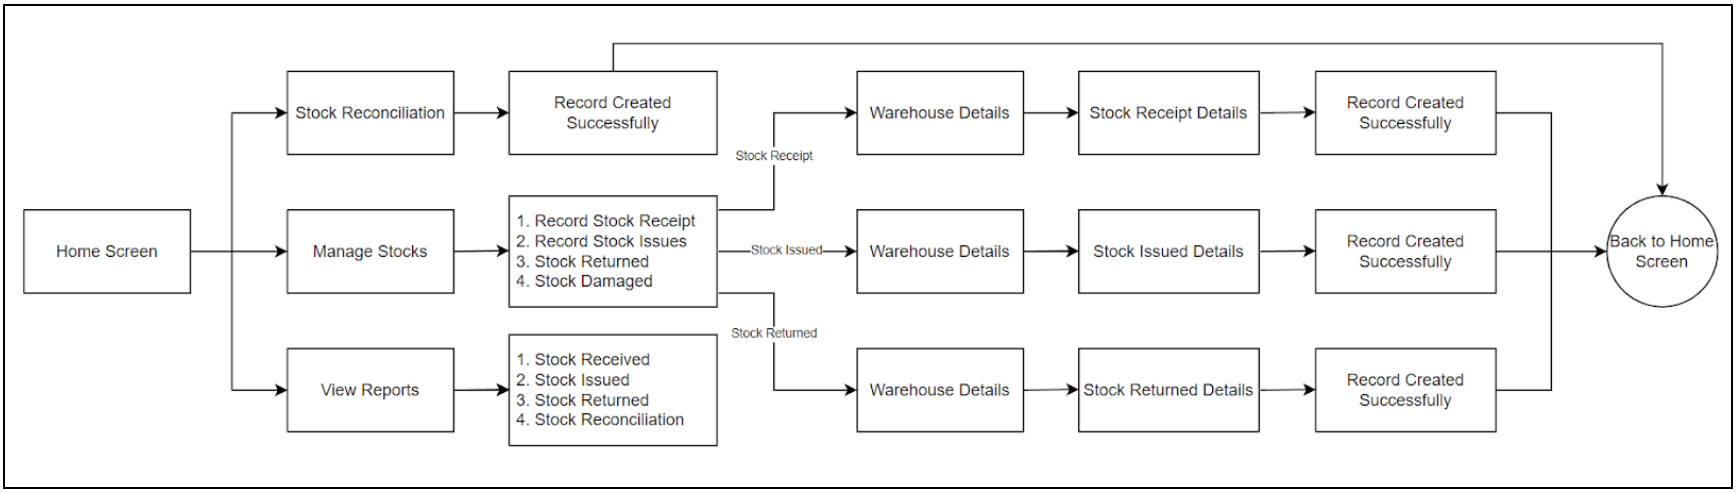 Home Screen
Stock Reconciliation
Record Created
Successfully
Manage Stocks
1. Record Stock Receipt
2. Record Stock Issues
3. Stock Returned
4. Stock Damaged
View Reports
1. Stock Received
2. Stock Issued
3. Stock Returned
4. Stock Reconciliation
Stock Receipt
Warehouse Details
Stock Receipt Details
Record Created
Successfully
Stock Issued
Warehouse Details
Stock Issued Details
Record Created
Successfully
Stock Returned
Warehouse Details
Stock Returned Details
Record Created
Successfully
Back to Home
Screen